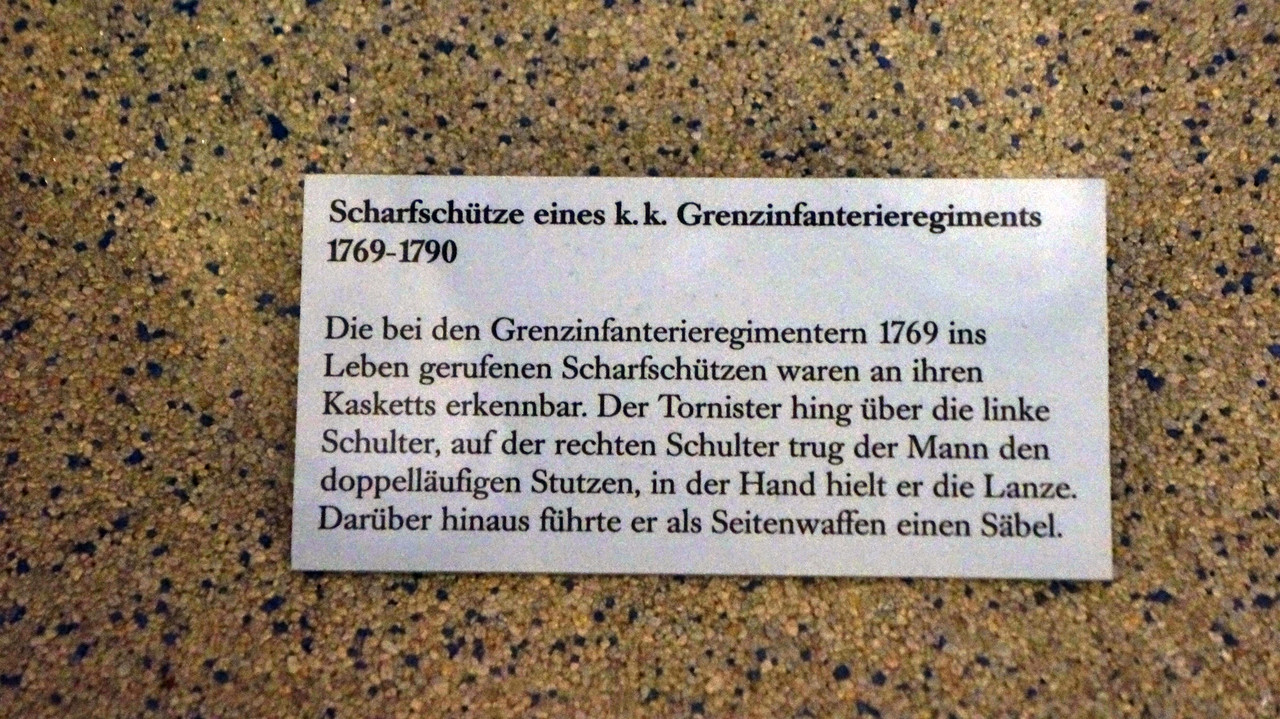 Scharfschütze eines k. k. Grenzinfanterieregiments
1769-1790
Die bei den Grenzinfanterieregimentern 1769 ins
Leben gerufenen Scharfschützen waren an ihren
Kasketts erkennbar. Der Tornister hing über die linke
Schulter, auf der rechten Schulter trug der Mann den
doppelläufigen Stutzen, in der Hand hielt er die Lanze.
Darüber hinaus führte er als Seitenwaffen einen Säbel.